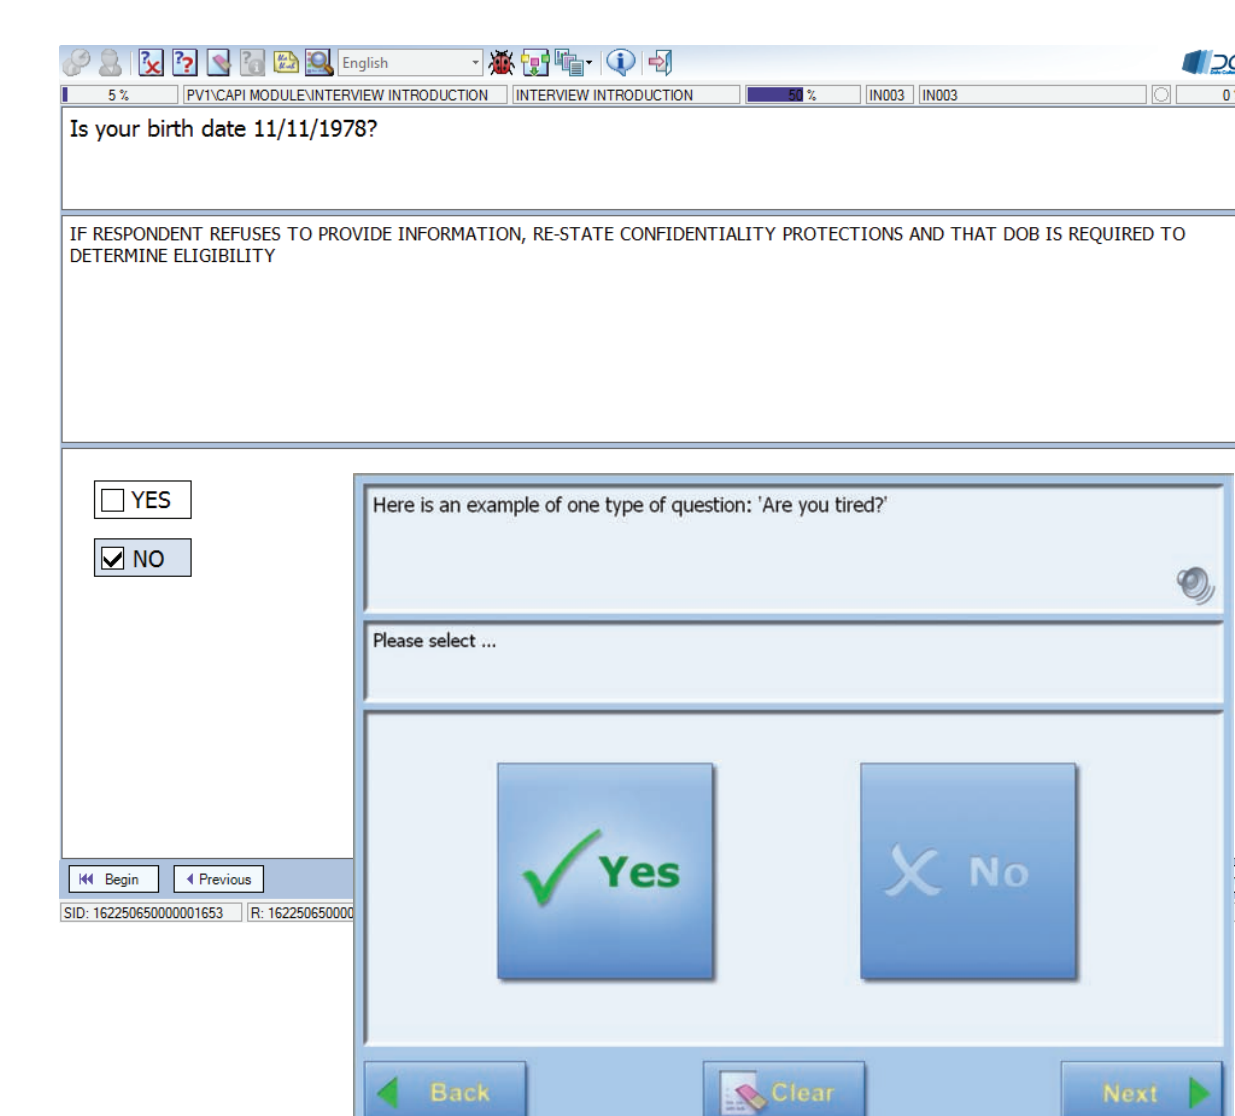 English
5 %
PV1\CAPI MODULE\INTERVIEW INTRODUCTION
INTERVIEW INTRODUCTION
50 %
IN003
IN003
0
Is your birth date 11/11/1978?
IF RESPONDENT REFUSES TO PROVIDE INFORMATION, RE-STATE CONFIDENTIALITY PROTECTIONS AND THAT DOB IS REQUIRED TO
DETERMINE ELIGIBILITY
YES
NO
Here is an example of one type of question: 'Are you tired?'
Please select ...
Yes
No
Begin
Previous
SID: 162250650000001653
R: 16225065000
Back
Clear
Next